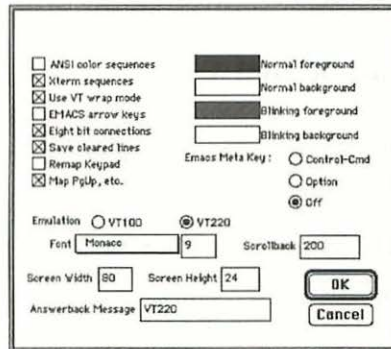 ANSI color sequences
Xterm sequences
Use VT wrap mode
EMACS arrow keys
Eight bit connections
Save cleared lines
Remap Keypad
Map PgUp, etc.
Normal foreground
Normal background
Blinking foreground
Blinking background
Emacs Meta Key : Control-Cmd
Option
Off
Emulation VT100 VT220
Font Monaco 9 Scrollback 200
Screen Width 80 Screen Height 24
Answerback Message VT220
OK
Cancel